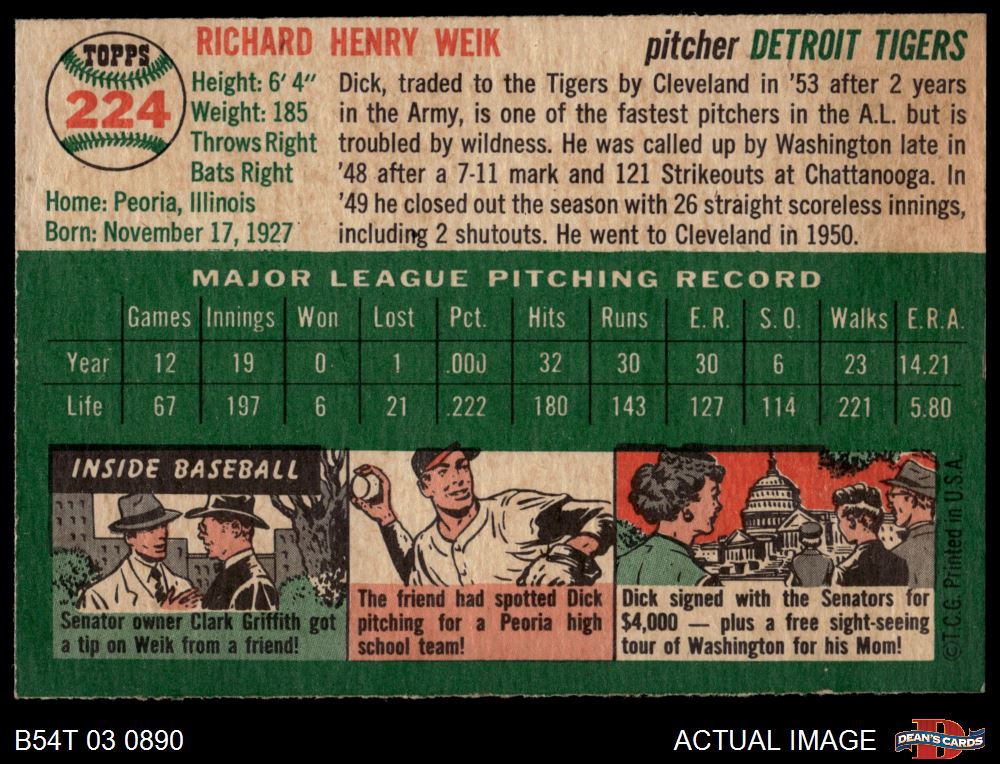 TOPPS
224
RICHARD HENRY WEIK
pitcher DETROIT TIGERS
Height: 6' 4"
Weight: 185
Throws Right
Bats Right
Home: Peoria, Illinois
Born: November 17, 1927
Dick, traded to the Tigers by Cleveland in '53 after 2 years
in the Army, is one of the fastest pitchers in the A.L. but is
troubled by wildness. He was called up by Washington late in
'48 after a 7-11 mark and 121 Strikeouts at Chattanooga. In
'49 he closed out the season with 26 straight scoreless innings,
including 2 shutouts. He went to Cleveland in 1950.
MAJOR LEAGUE PITCHING RECORD
Games Innings Won Lost Pct. Hits Runs E.R. S.O. Walks E.R.A.
Year 12 19 0 1 .000 32 30 30 6 23 14.21
Life 67 197 6 21 .222 180 143 127 114 221 5.80
INSIDE BASEBALL
Senator owner Clark Griffith got
a tip on Weik from a friend!
The friend had spotted Dick
pitching for a Peoria high
school team!
Dick signed with the Senators for
$4,000 — plus a free sight-seeing
tour of Washington for his Mom!
©T.C.G. Printed in U.S.A.
B54T 03 0890
ACTUAL IMAGE
DEAN'S CARDS